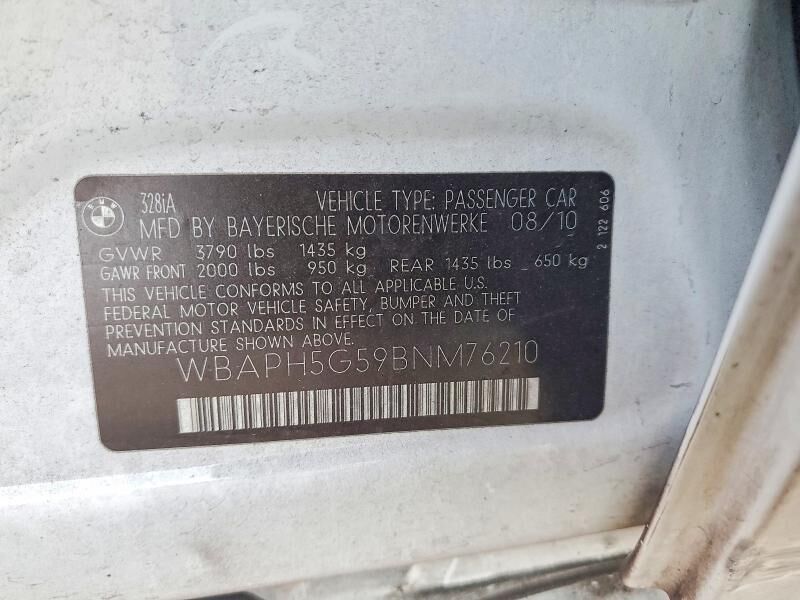 328iA
VEHICLE TYPE: PASSENGER CAR
MFD BY BAYERISCHE MOTORENWERKE 08/10
GVWR 3790 lbs 1435 kg
GAWR FRONT 2000 lbs 950 kg REAR 1435 lbs 650 kg
THIS VEHICLE CONFORMS TO ALL APPLICABLE U.S.
FEDERAL MOTOR VEHICLE SAFETY, BUMPER AND THEFT
PREVENTION STANDARDS IN EFFECT ON THE DATE OF
MANUFACTURE SHOWN ABOVE.
WBAPH5G59BNM76210
2 122 606